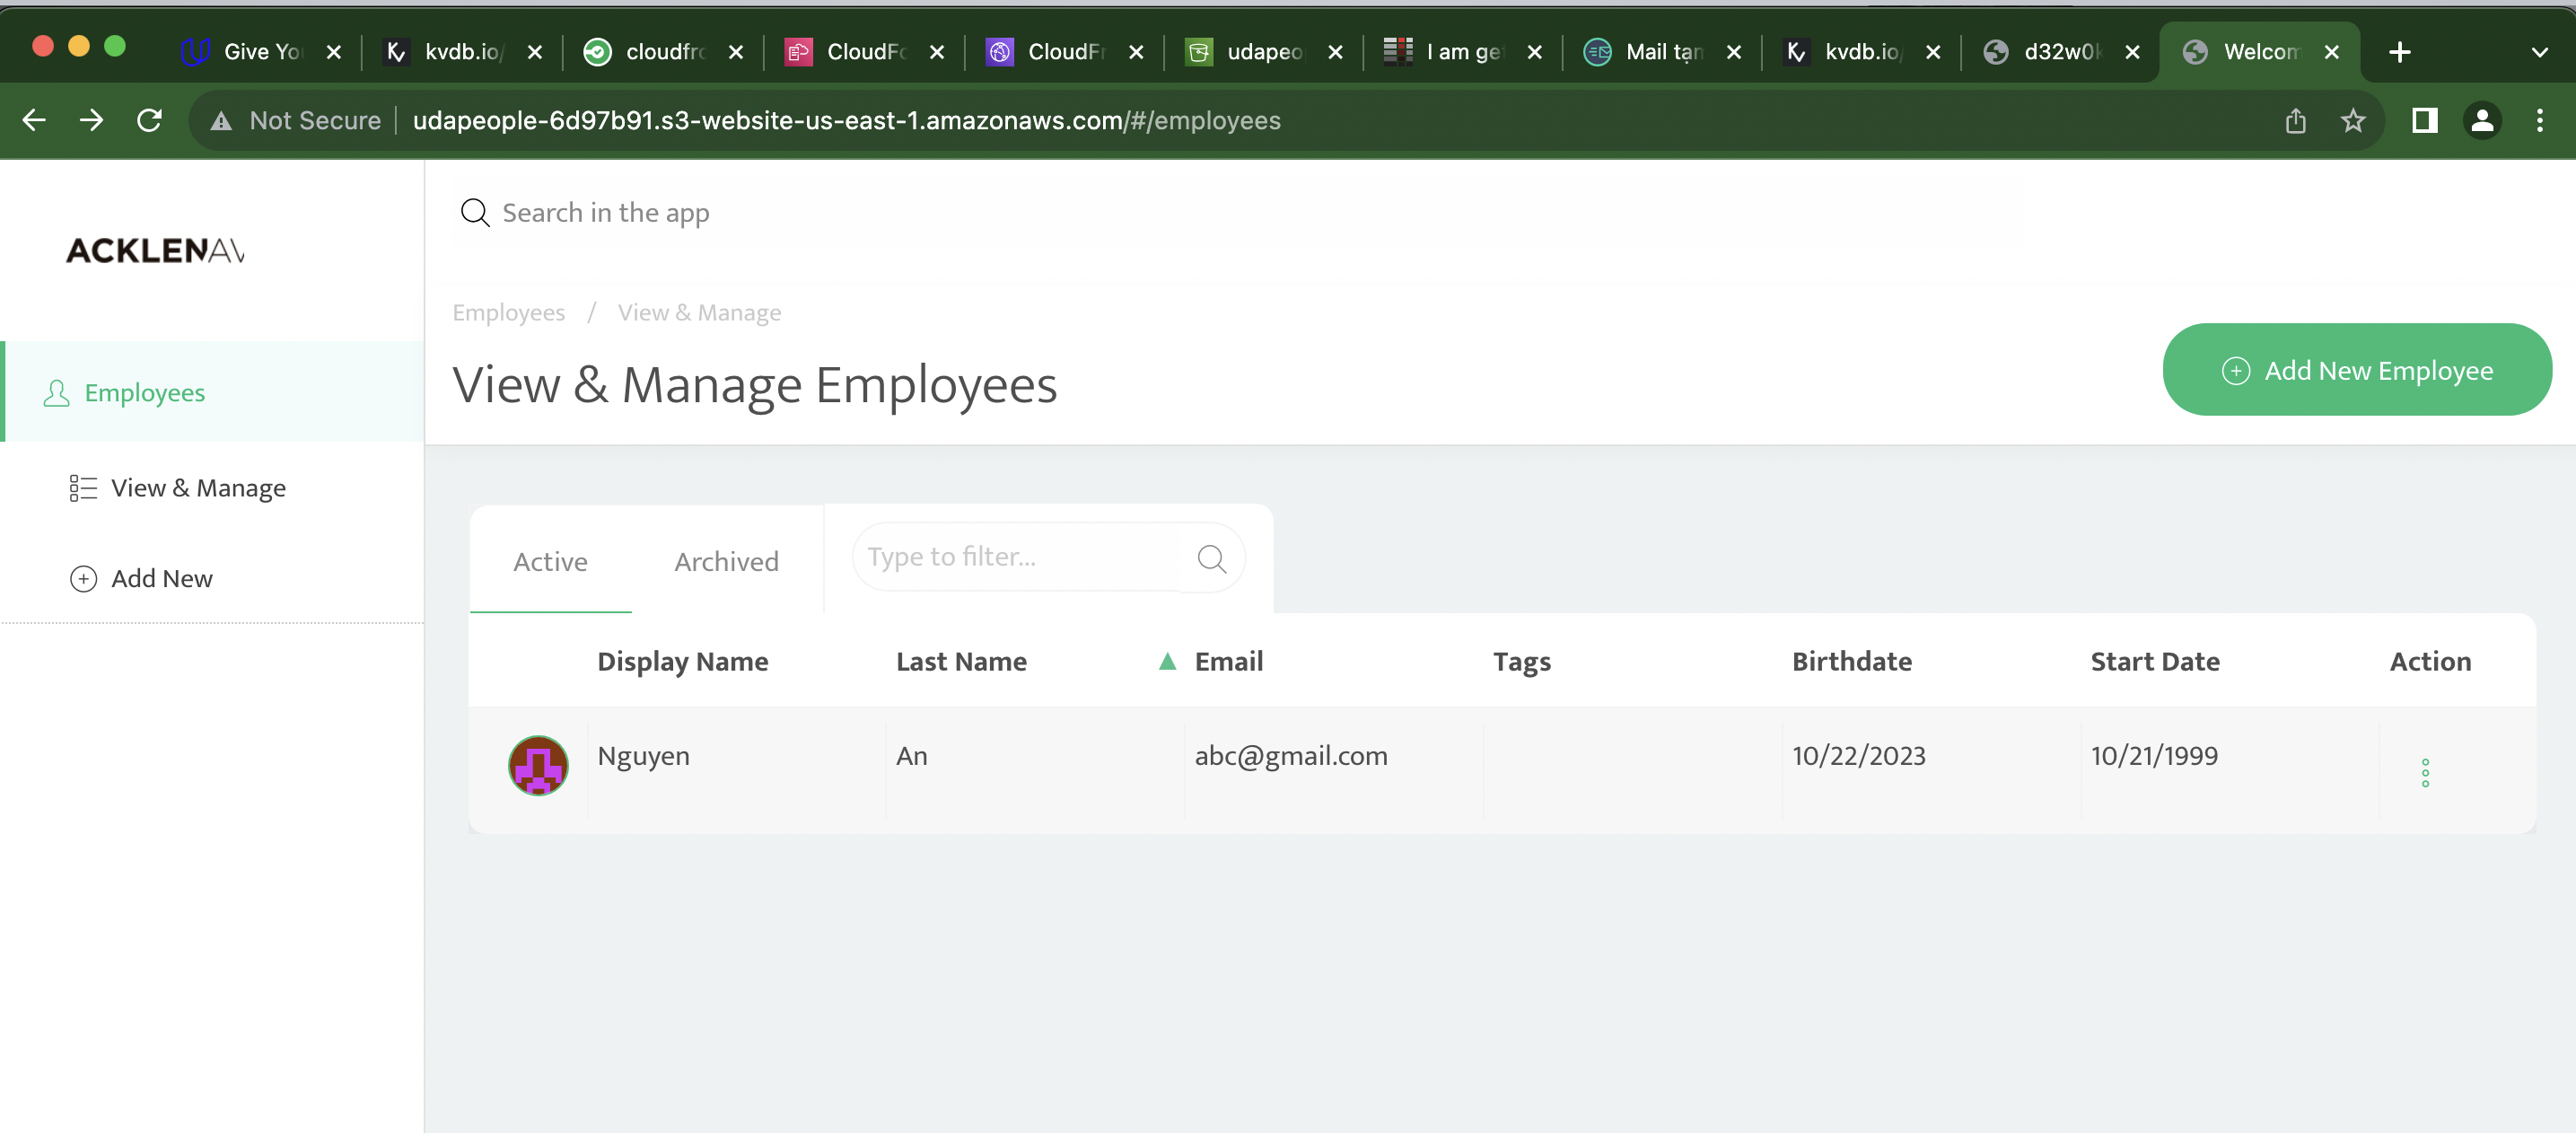 Give Yo
kvdb.io/
cloudfr
CloudFo
CloudFr
udapeo
I am ge
Mail tạn
kvdb.io/
d32w0k
Welcom
Not Secure
udapeople-6d97b91.s3-website-us-east-1.amazonaws.com/#/employees
ACKLENAV
Search in the app
Employees / View & Manage
View & Manage Employees
Add New Employee
Employees
View & Manage
Add New
Active
Archived
Type to filter...
Display Name Last Name Email Tags Birthdate Start Date Action
Nguyen An abc@gmail.com 10/22/2023 10/21/1999